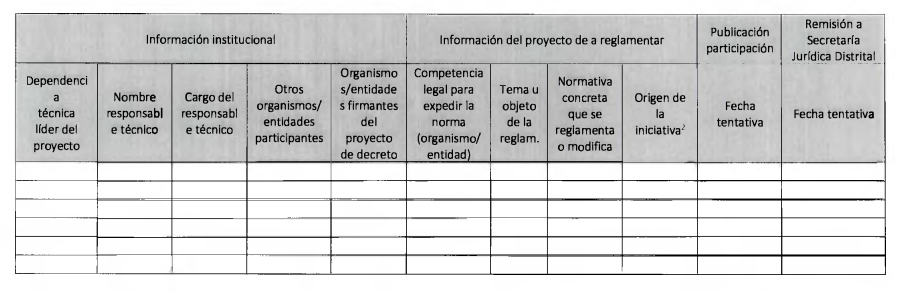 Información institucional
Información del proyecto de a reglamentar
Publicación
participación
Remisión a
Secretaría
Jurídica Distrital
Dependenci
a
técnica
líder del
proyecto
Nombre
responsabl
e técnico
Cargo del
responsabl
e técnico
Otros
organismos/
entidades
participantes
Organismo
s/entidade
s firmantes
del
proyecto
de decreto
Competencia
legal para
expedir la
norma
(organismo/
entidad)
Tema u
objeto
de la
reglam.
Normativa
concreta
que se
reglamenta
o modifica
Origen de
la
iniciativa²
Fecha
tentativa
Fecha tentativa